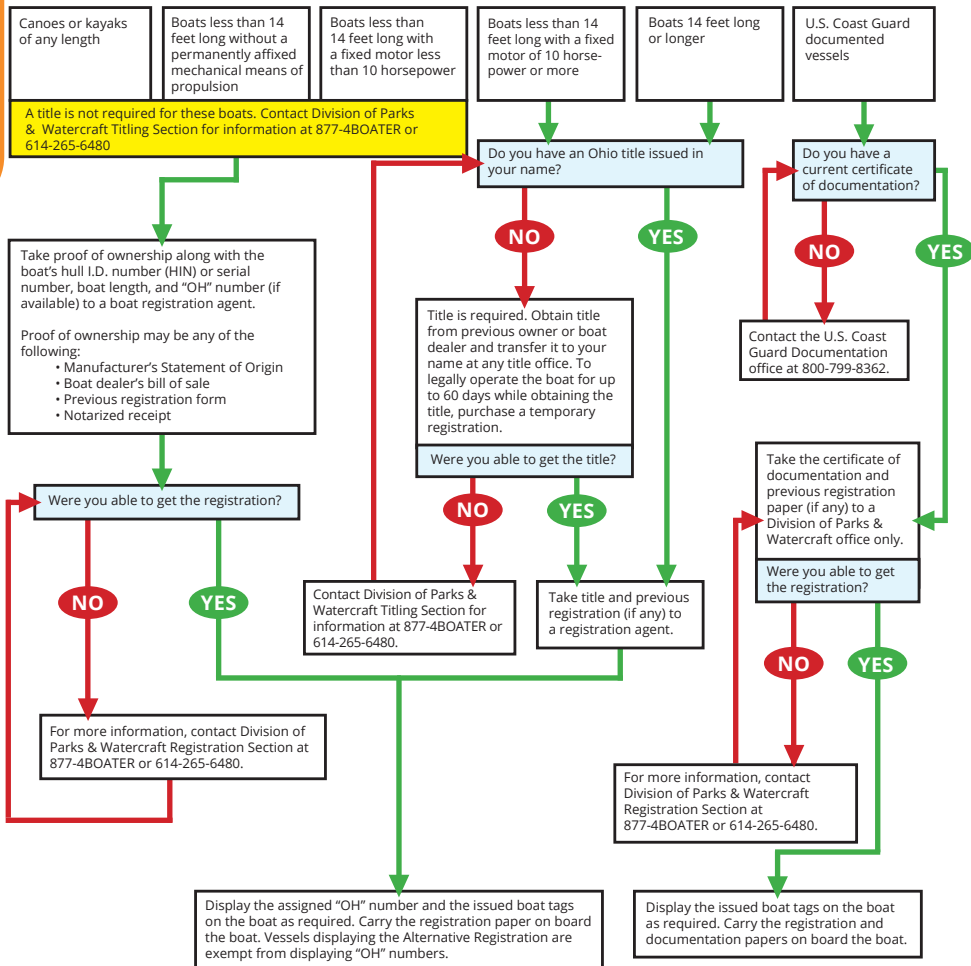 Canoes or kayaks
of any length
Boats less than 14
feet long without a
permanently affixed
mechanical means of
propulsion
Boats less than
14 feet long with
a fixed motor less
than 10 horsepower
Boats less than 14
feet long with a fixed
motor of 10 horse-
power or more
Boats 14 feet long
or longer
U.S. Coast Guard
documented
vessels
A title is not required for these boats. Contact Division of Parks
& Watercraft Titling Section for information at 877-4BOATER or
614-265-6480
Do you have an Ohio title issued in
your name?
Do you have a
current certificate
of documentation?
NO
YES
NO
YES
Take proof of ownership along with the
boat's hull I.D. number (HIN) or serial
number, boat length, and "OH" number (if
available) to a boat registration agent.
Proof of ownership may be any of the
following:
• Manufacturer's Statement of Origin
• Boat dealer's bill of sale
• Previous registration form
• Notarized receipt
Title is required. Obtain title
from previous owner or boat
dealer and transfer it to your
name at any title office. To
legally operate the boat for up
to 60 days while obtaining the
title, purchase a temporary
registration.
Were you able to get the title?
Contact the U.S. Coast
Guard Documentation
office at 800-799-8362.
Take the certificate of
documentation and
previous registration
paper (if any) to a
Division of Parks &
Watercraft office only.
Were you able to get
the registration?
Were you able to get the registration?
NO
YES
NO
YES
Contact Division of Parks &
Watercraft Titling Section for
information at 877-4BOATER or
614-265-6480.
Take title and previous
registration (if any) to
a registration agent.
NO
YES
For more information, contact Division of
Parks & Watercraft Registration Section at
877-4BOATER or 614-265-6480.
For more information, contact
Division of Parks & Watercraft
Registration Section at
877-4BOATER or 614-265-6480.
Display the assigned "OH" number and the issued boat tags
on the boat as required. Carry the registration paper on board
the boat. Vessels displaying the Alternative Registration are
exempt from displaying "OH" numbers.
Display the issued boat tags on the boat
as required. Carry the registration and
documentation papers on board the boat.